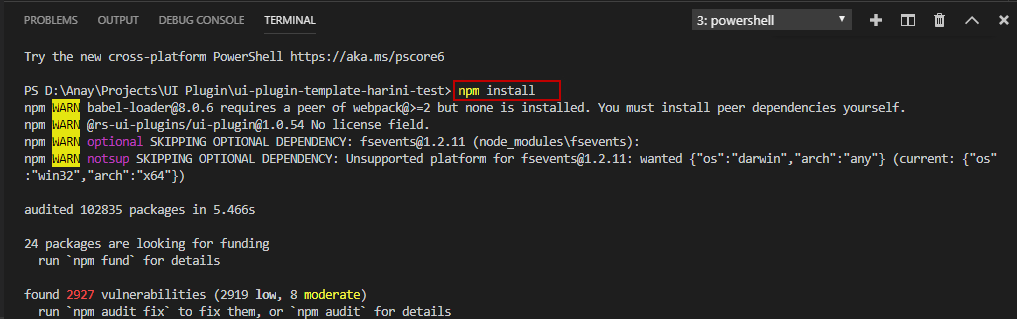 PROBLEMS OUTPUT DEBUG CONSOLE TERMINAL 3: powershell
Try the new cross-platform PowerShell https://aka.ms/pscore6
PS D:\Anay\Projects\UI Plugin\ui-plugin-template-harini-test> npm install
npm WARN babel-loader@8.0.6 requires a peer of webpack@>=2 but none is installed. You must install peer dependencies yourself.
npm WARN @rs-ui-plugins/ui-plugin@1.0.54 No license field.
npm WARN optional SKIPPING OPTIONAL DEPENDENCY: fsevents@1.2.11 (node_modules\fsevents):
npm WARN notsup SKIPPING OPTIONAL DEPENDENCY: Unsupported platform for fsevents@1.2.11: wanted {"os":"darwin","arch":"any"} (current: {"os"
:"win32","arch":"x64"})
audited 102835 packages in 5.466s
24 packages are looking for funding
run `npm fund` for details
found 2927 vulnerabilities (2919 low, 8 moderate)
run `npm audit fix` to fix them, or `npm audit` for details